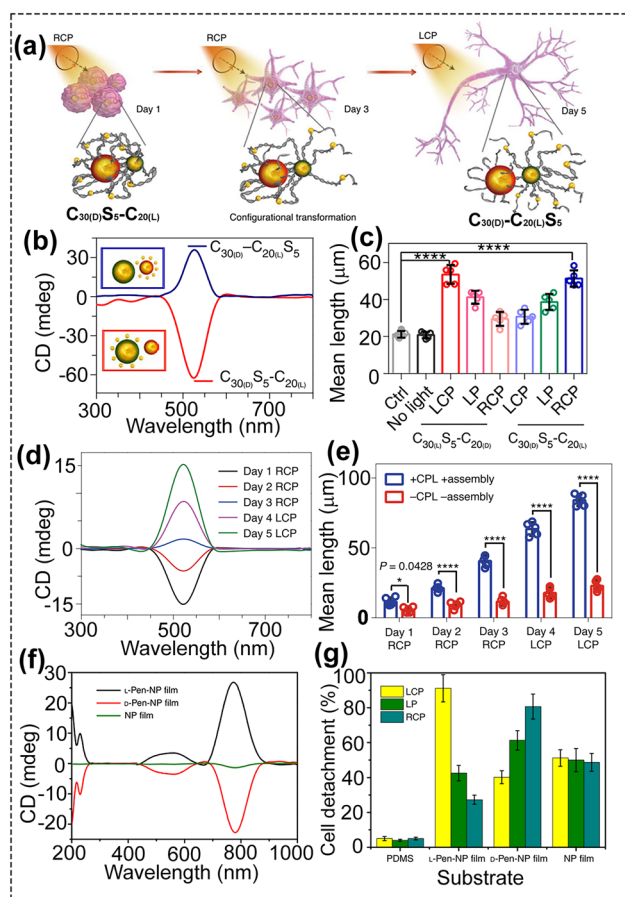 (a)
RCP
RCP
LCP
Day 1
Day 3
Day 5
C30(D)S5-C20(L)
Configurational transformation
C30(D)-C20(L)S5
(b)
CD (mdeg)
30
0
-30
-60
C30(D)–C20(L)S5
C30(D)S5-C20(L)
300
500
700
Wavelength (nm)
(c)
Mean length (μm)
60
40
20
0
****
****
Ctrl
No light
LCP
LP
RCP
LCP
LP
RCP
C30(L)S5-C20(D)
C30(D)S5-C20(L)
(d)
CD (mdeg)
15
0
-15
Day 1 RCP
Day 2 RCP
Day 3 RCP
Day 4 LCP
Day 5 LCP
300
500
700
Wavelength (nm)
(e)
Mean length (μm)
100
50
0
+CPL +assembly
–CPL –assembly
P = 0.0428
*
****
****
****
****
Day 1
RCP
Day 2
RCP
Day 3
RCP
Day 4
LCP
Day 5
LCP
(f)
CD (mdeg)
30
20
10
0
-10
-20
L-Pen-NP film
D-Pen-NP film
NP film
200
400
600
800
1000
Wavelength (nm)
(g)
Cell detachment (%)
100
80
60
40
20
0
LCP
LP
RCP
PDMS
L-Pen-NP film
D-Pen-NP film
NP film
Substrate